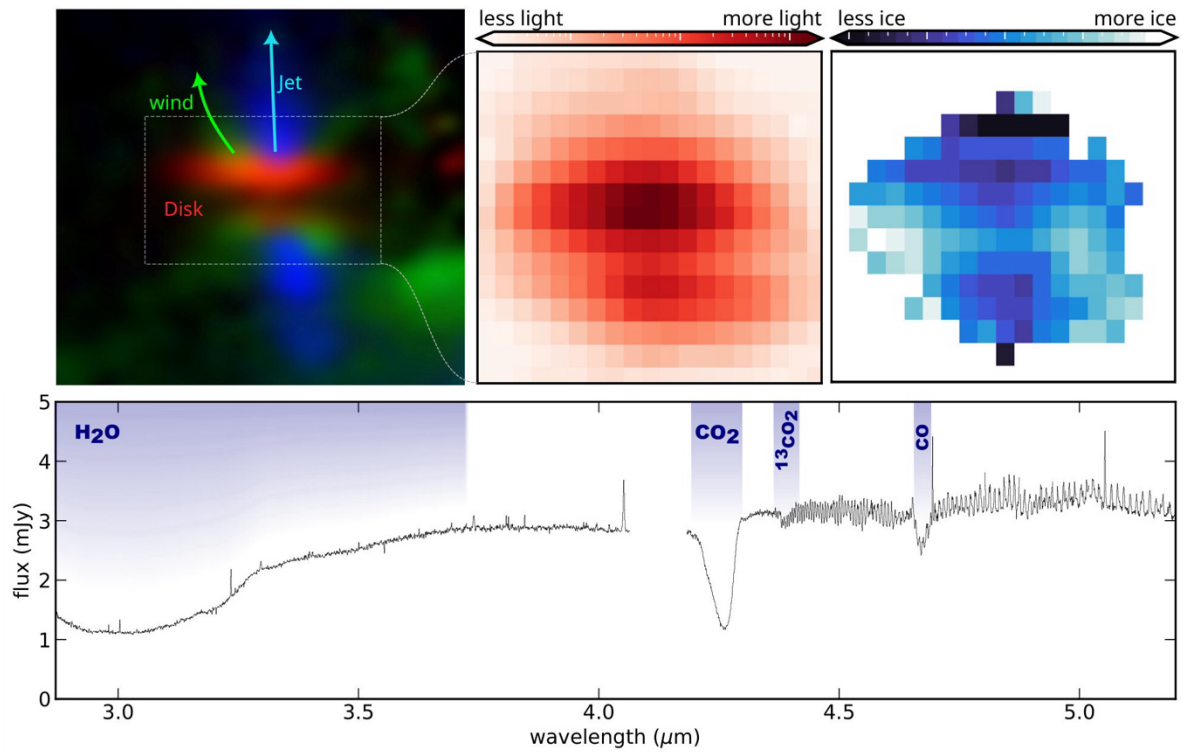 less light
more light
less ice
more ice
wind
Jet
Disk
H₂O
CO₂
¹³CO₂
CO
5
4
3
2
1
0
flux (mJy)
3.0
3.5
4.0
4.5
5.0
wavelength (μm)